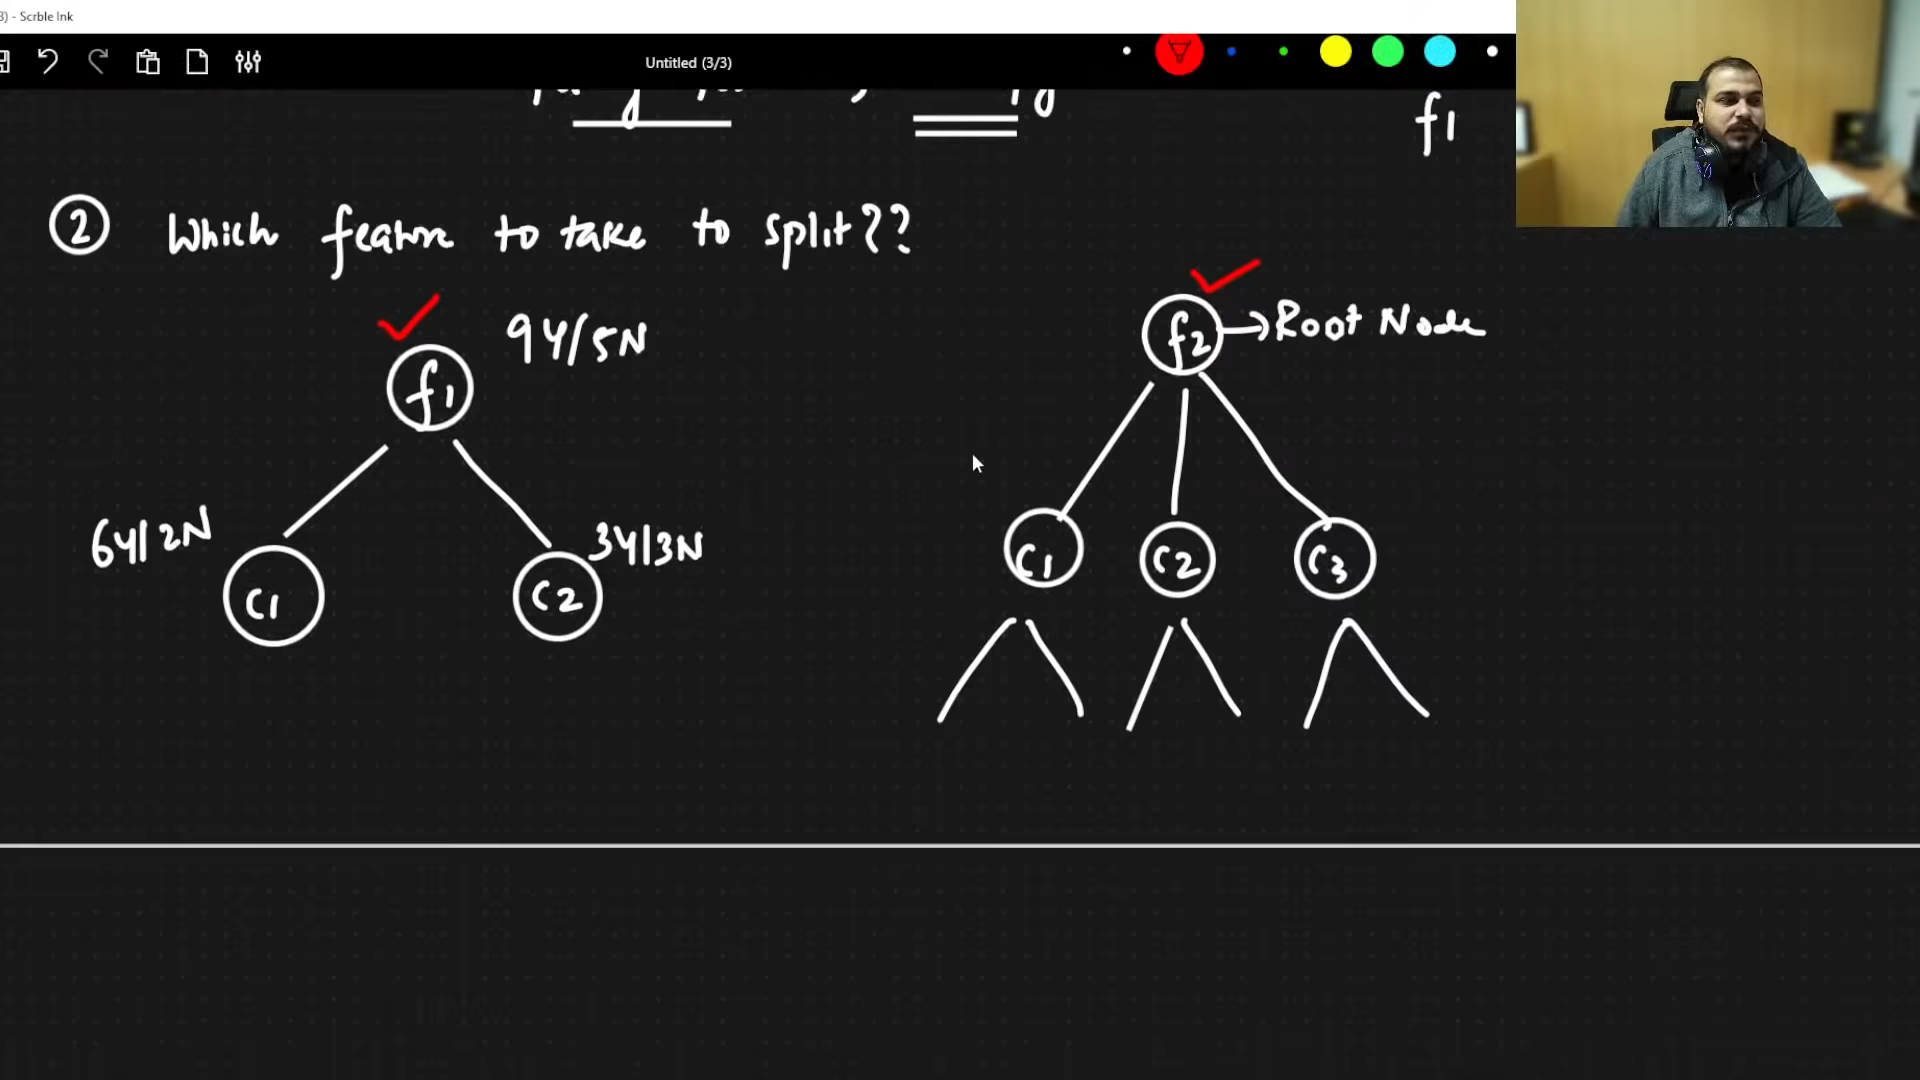 3) - Scrble Ink
Untitled (3/3)
f1
2 Which feature to take to split??
f1 9Y/5N
f2 → Root Node
6Y|2N C1
C2 3Y|3N
C1 C2 C3